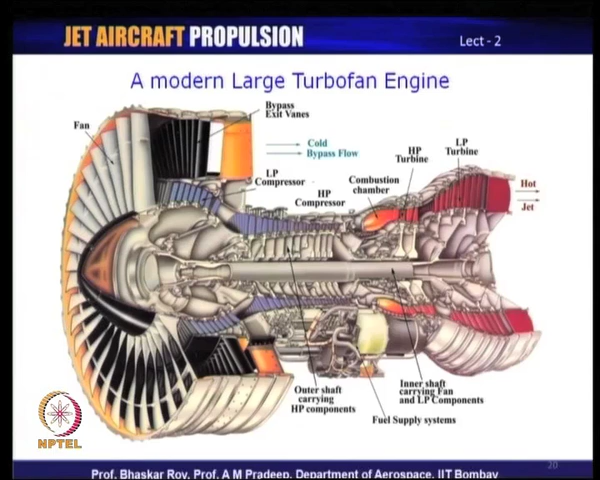 JET AIRCRAFT PROPULSION
Lect - 2
A modern Large Turbofan Engine
Bypass
Exit Vanes
Fan
Cold
Bypass Flow
LP
Compressor
HP
Compressor
Combustion
chamber
HP
Turbine
LP
Turbine
Hot
Jet
Outer shaft
carrying
HP components
Inner shaft
carrying Fan
and LP Components
Fuel Supply systems
NPTEL
20
Prof. Bhaskar Roy, Prof. A M Pradeep, Department of Aerospace, IIT Bombay